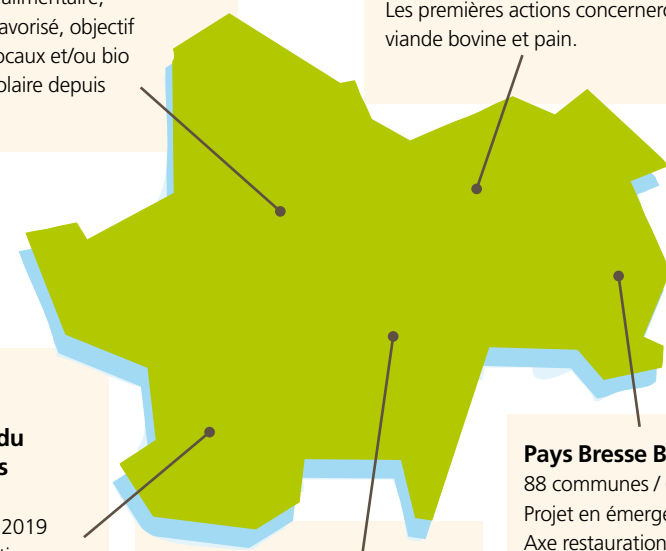 alimentaire,
avorisé, objectif
ocaux et/ou bio
olaire depuis
Les premières actions concernero
viande bovine et pain.
du
s
2019
Pays Bresse B
88 communes /
Projet en émerge
Axe restauration